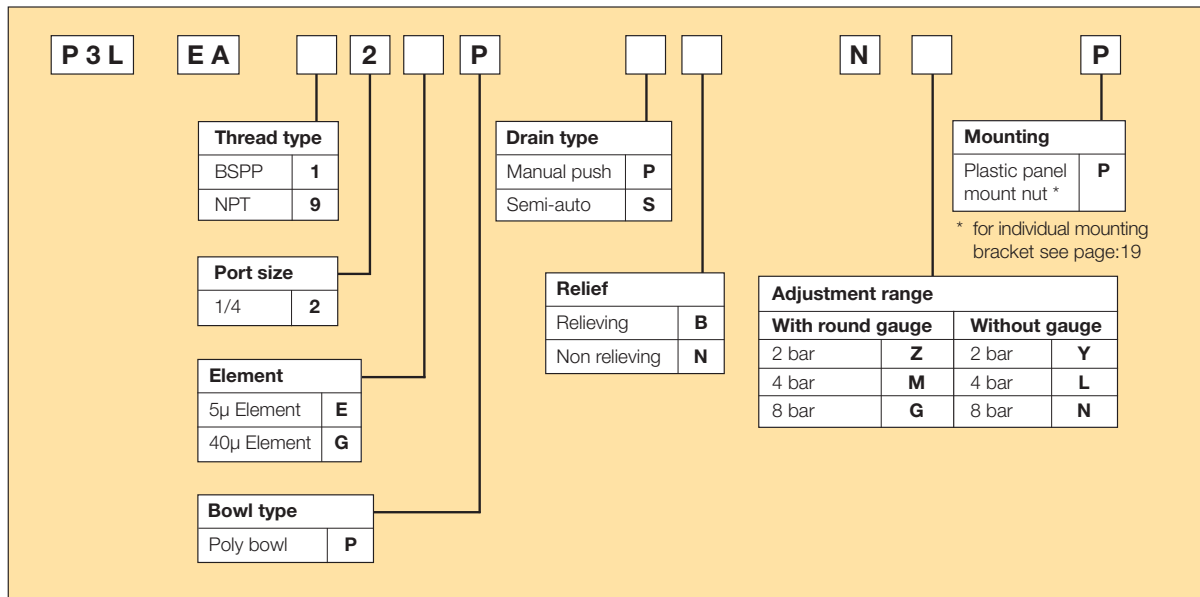 P 3 L E A 2 P N P
Thread type
BSPP 1
NPT 9
Port size
1/4 2
Element
5µ Element E
40µ Element G
Bowl type
Poly bowl P
Drain type
Manual push P
Semi-auto S
Relief
Relieving B
Non relieving N
Mounting
Plastic panel
mount nut * P
* for individual mounting
bracket see page:19
Adjustment range
With round gauge Without gauge
2 bar Z 2 bar Y
4 bar M 4 bar L
8 bar G 8 bar N